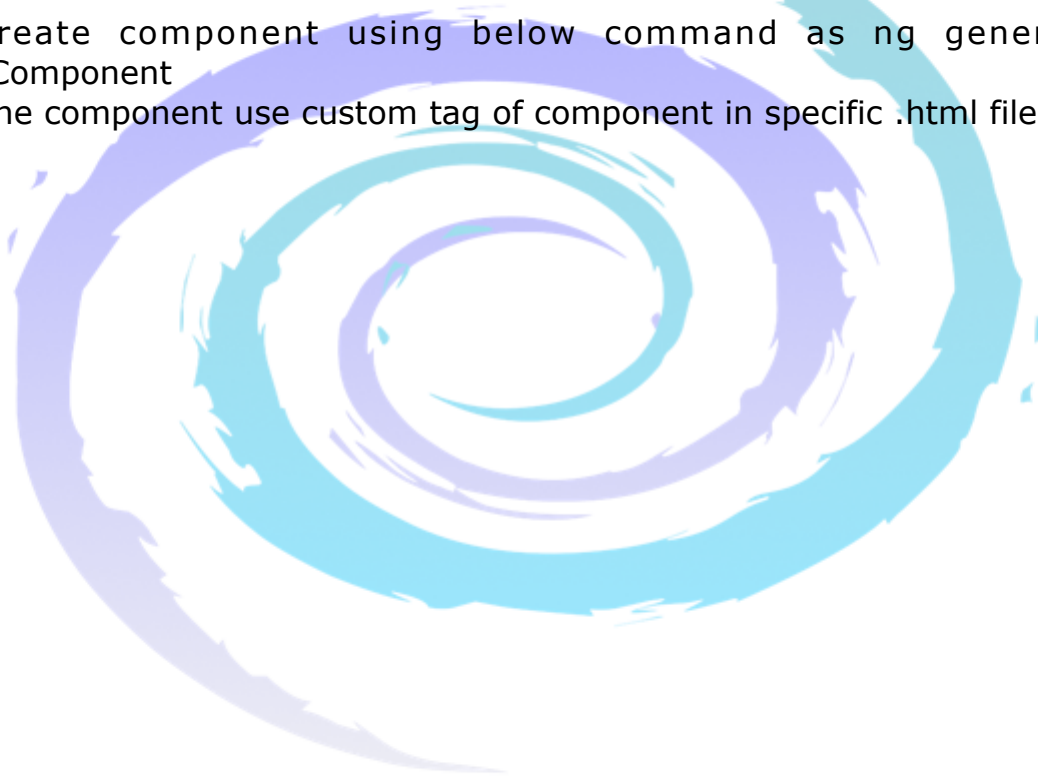 reate component using below command as ng gener
Component
ne component use custom tag of component in specific .html file